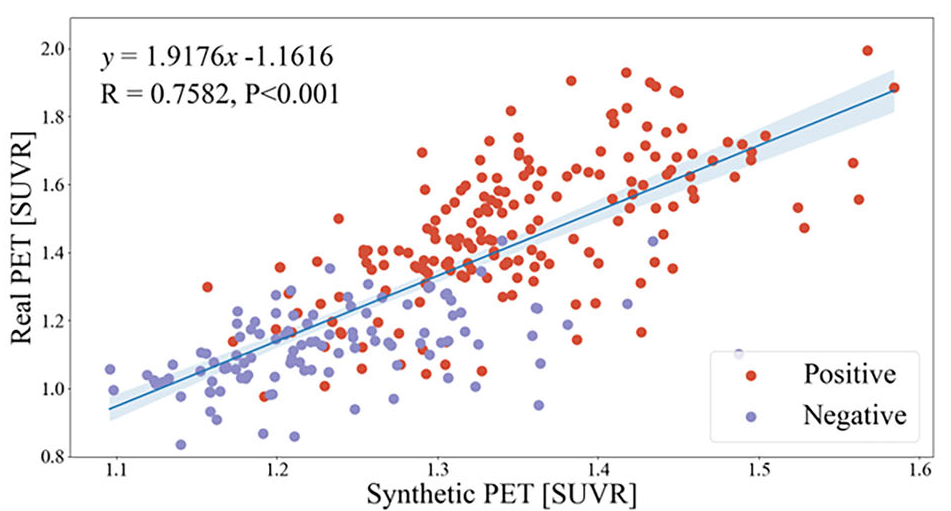 y = 1.9176x -1.1616
R = 0.7582, P<0.001
Real PET [SUVR]
2.0
1.8
1.6
1.4
1.2
1.0
0.8
Positive
Negative
1.1 1.2 1.3 1.4 1.5 1.6
Synthetic PET [SUVR]